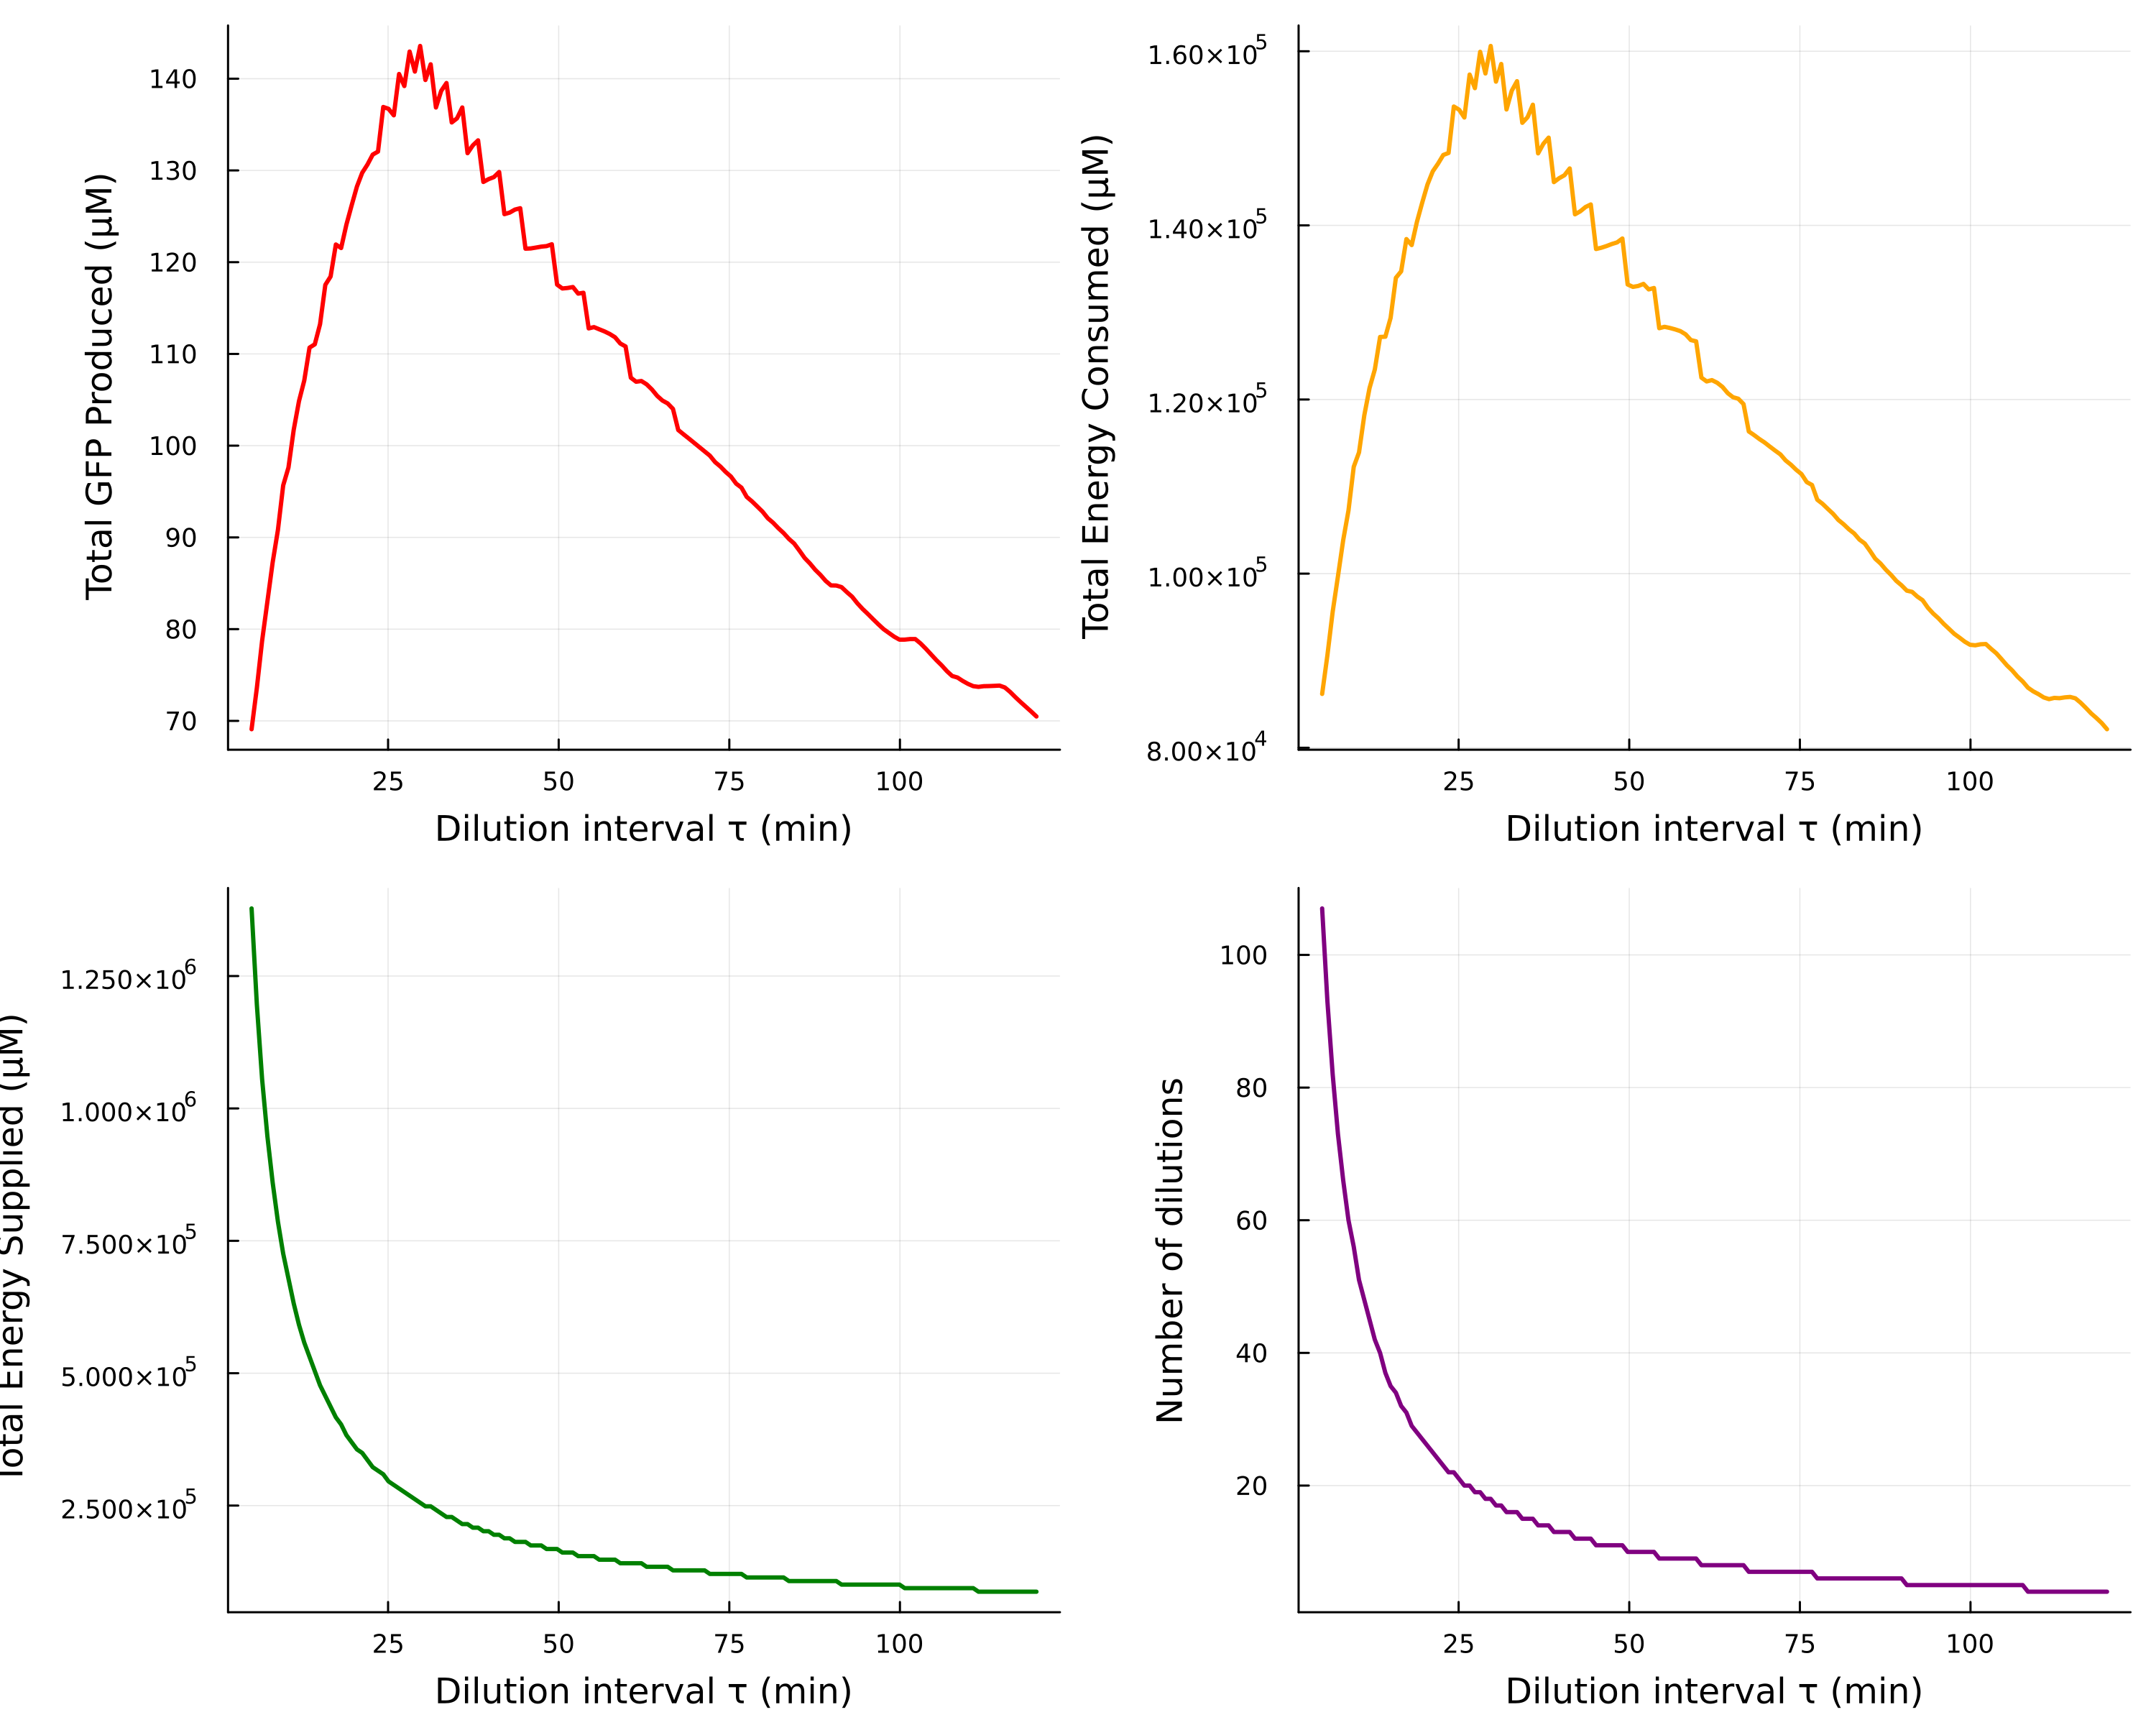 Total GFP Produced (μM)
140
130
120
110
100
90
80
70
25 50 75 100
Dilution interval τ (min)
Total Energy Consumed (μM)
1.60×10⁵
1.40×10⁵
1.20×10⁵
1.00×10⁵
8.00×10⁴
25 50 75 100
Dilution interval τ (min)
Total Energy Supplied (μM)
1.250×10⁶
1.000×10⁶
7.500×10⁵
5.000×10⁵
2.500×10⁵
25 50 75 100
Dilution interval τ (min)
Number of dilutions
100
80
60
40
20
25 50 75 100
Dilution interval τ (min)